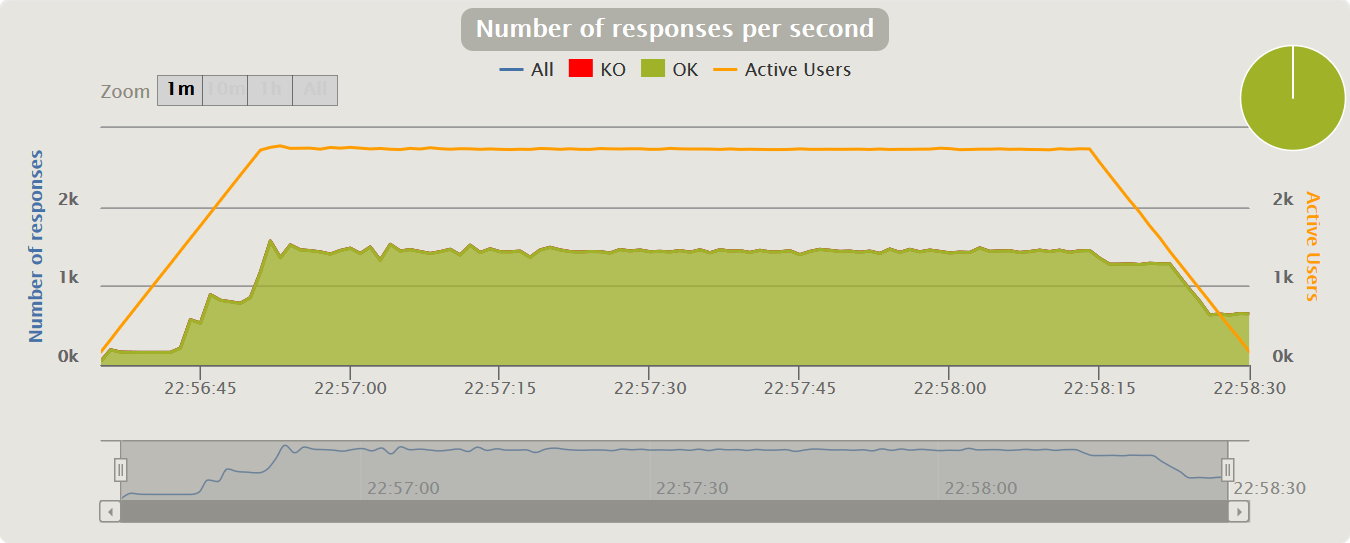 Number of responses per second
All KO OK Active Users
Zoom 1m 10m 1h All
Number of responses
Active Users
2k 2k
1k 1k
0k 0k
22:56:45 22:57:00 22:57:15 22:57:30 22:57:45 22:58:00 22:58:15 22:58:30
22:57:00 22:57:30 22:58:00 22:58:30